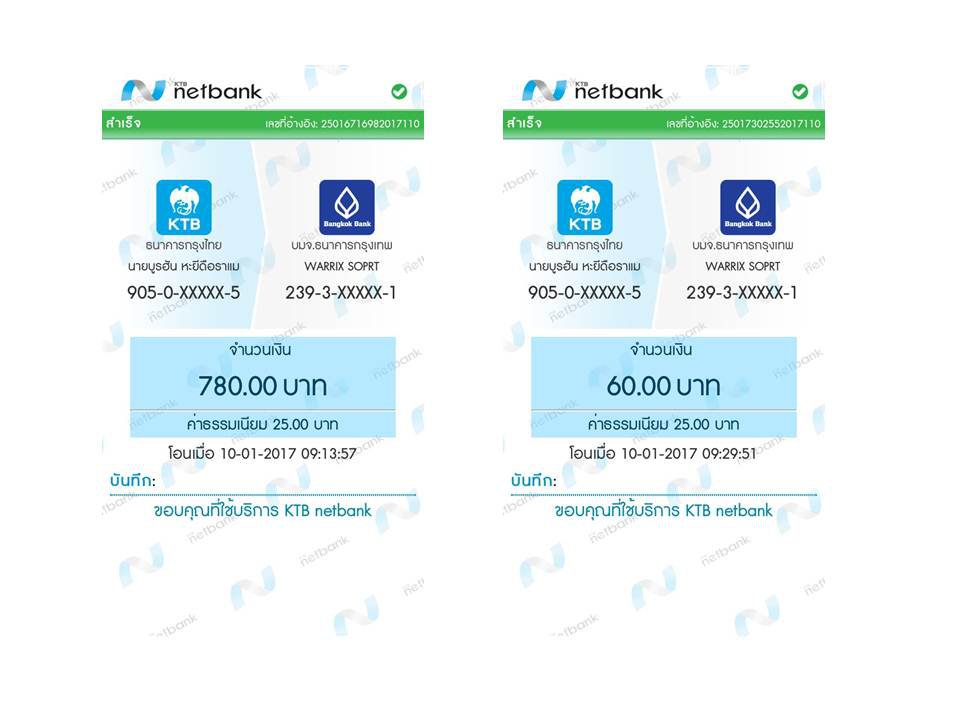 KTB
netbank
สำเร็จ
เลขที่อ้างอิง: 25016716982017110
KTB
Bangkok Bank
ธนาคารกรุงไทย
บมจ.ธนาคารกรุงเทพ
นายบูรฮัน หะยีดือราแม
WARRIX SOPRT
905-0-XXXXX-5
239-3-XXXXX-1
จำนวนเงิน
780.00 บาท
ค่าธรรมเนียม 25.00 บาท
โอนเมื่อ 10-01-2017 09:13:57
บันทึก:
ขอบคุณที่ใช้บริการ KTB netbank
KTB
netbank
สำเร็จ
เลขที่อ้างอิง: 25017302552017110
KTB
Bangkok Bank
ธนาคารกรุงไทย
บมจ.ธนาคารกรุงเทพ
นายบูรฮัน หะยีดือราแม
WARRIX SOPRT
905-0-XXXXX-5
239-3-XXXXX-1
จำนวนเงิน
60.00 บาท
ค่าธรรมเนียม 25.00 บาท
โอนเมื่อ 10-01-2017 09:29:51
บันทึก:
ขอบคุณที่ใช้บริการ KTB netbank